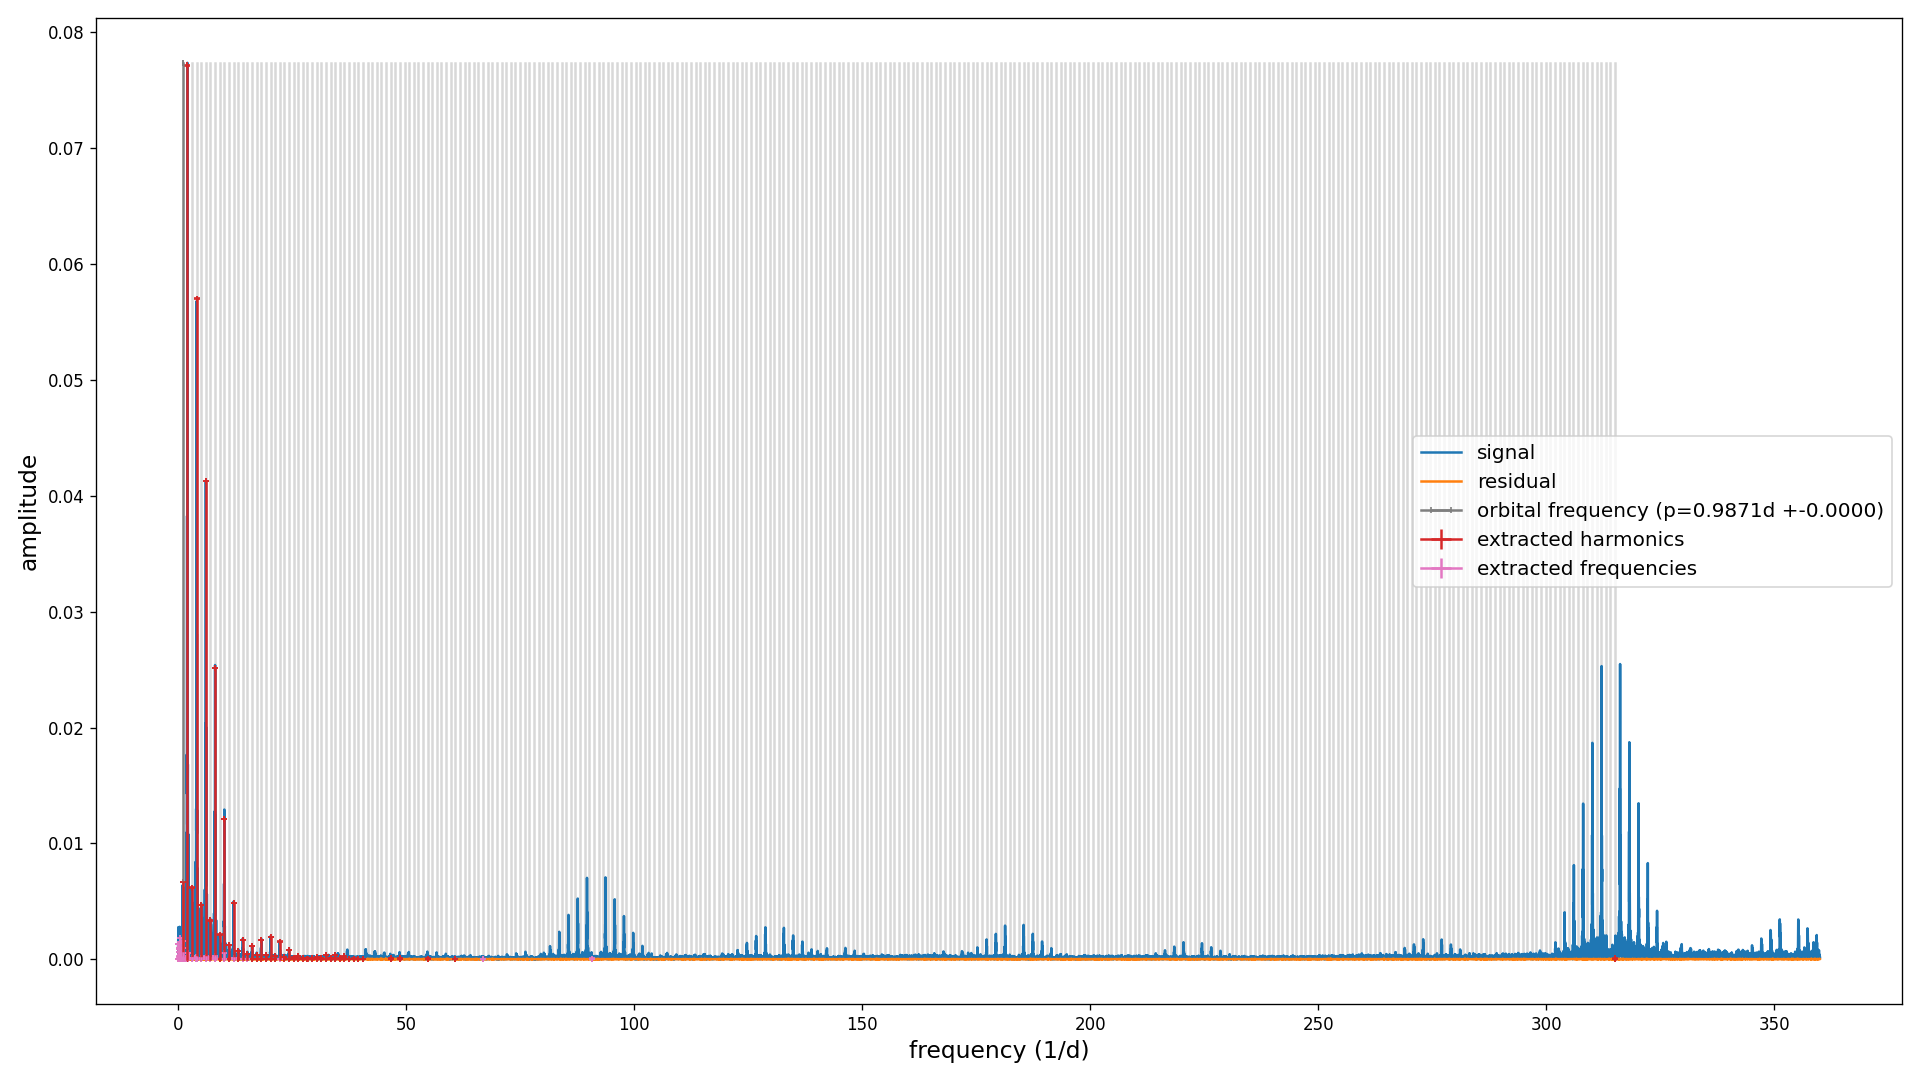 0.08
0.07
0.06
0.05
0.04
0.03
0.02
0.01
0.00
amplitude
signal
residual
orbital frequency (p=0.9871d +-0.0000)
extracted harmonics
extracted frequencies
0 50 100 150 200 250 300 350
frequency (1/d)